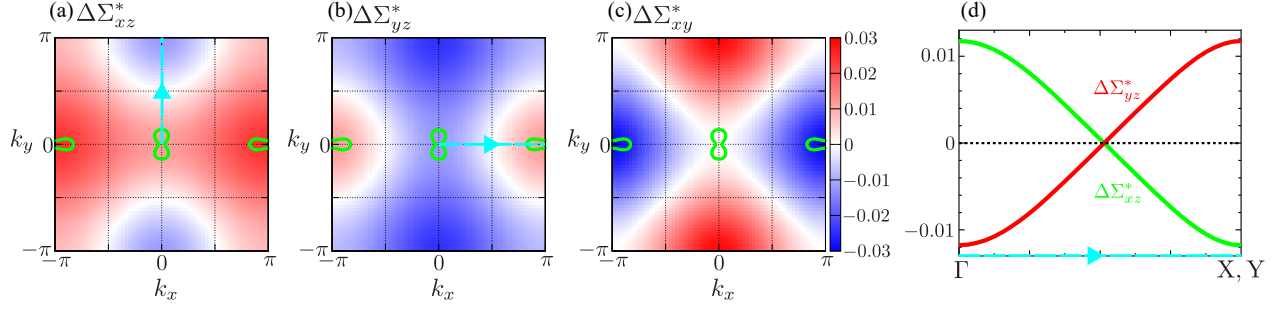 (a) ΔΣ*xz
(b) ΔΣ*yz
(c) ΔΣ*xy
(d)
π
ky 0
−π
−π 0 π
kx
π
ky 0
−π
−π 0 π
kx
π
ky 0
−π
−π 0 π
kx
0.03
0.02
0.01
0
−0.01
−0.02
−0.03
0.01
0
−0.01
ΔΣ*yz
ΔΣ*xz
Γ X, Y